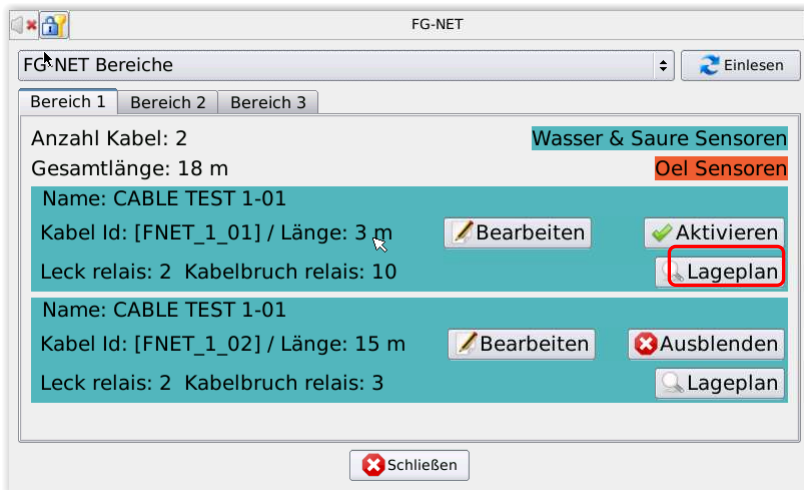 FG-NET
FG-NET Bereiche
Einlesen
Bereich 1 Bereich 2 Bereich 3
Anzahl Kabel: 2 Wasser & Saure Sensoren
Gesamtlänge: 18 m Oel Sensoren
Name: CABLE TEST 1-01
Kabel Id: [FNET_1_01] / Länge: 3 m Bearbeiten Aktivieren
Leck relais: 2 Kabelbruch relais: 10 Lageplan
Name: CABLE TEST 1-01
Kabel Id: [FNET_1_02] / Länge: 15 m Bearbeiten Ausblenden
Leck relais: 2 Kabelbruch relais: 3 Lageplan
Schließen